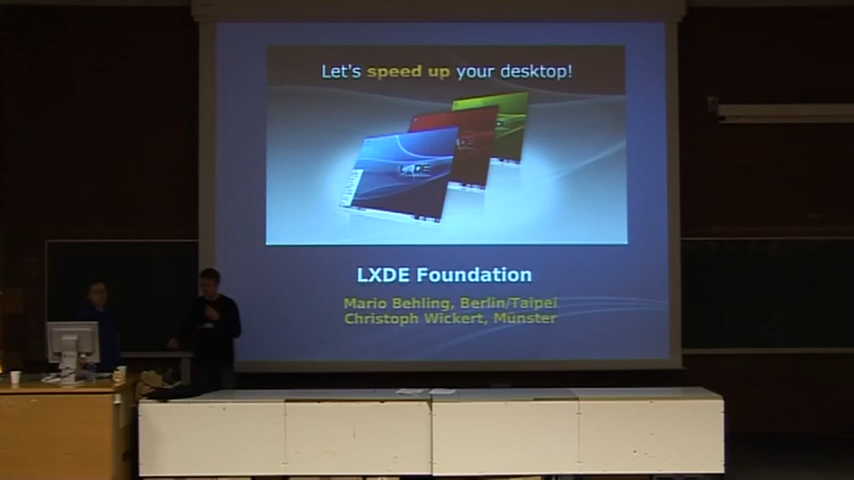 Let's speed up your desktop!
LXDE
LXDE Foundation
Mario Behling, Berlin/Taipei
Christoph Wickert, Münster